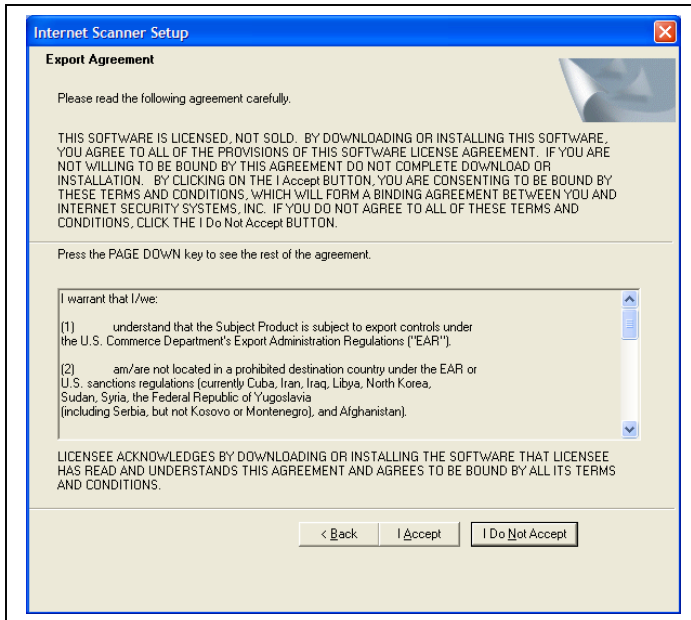 Internet Scanner Setup
Export Agreement
Please read the following agreement carefully.
THIS SOFTWARE IS LICENSED, NOT SOLD. BY DOWNLOADING OR INSTALLING THIS SOFTWARE,
YOU AGREE TO ALL OF THE PROVISIONS OF THIS SOFTWARE LICENSE AGREEMENT. IF YOU ARE
NOT WILLING TO BE BOUND BY THIS AGREEMENT DO NOT COMPLETE DOWNLOAD OR
INSTALLATION. BY CLICKING ON THE I Accept BUTTON, YOU ARE CONSENTING TO BE BOUND BY
THESE TERMS AND CONDITIONS, WHICH WILL FORM A BINDING AGREEMENT BETWEEN YOU AND
INTERNET SECURITY SYSTEMS, INC. IF YOU DO NOT AGREE TO ALL OF THESE TERMS AND
CONDITIONS, CLICK THE I Do Not Accept BUTTON.
Press the PAGE DOWN key to see the rest of the agreement.
I warrant that I/we:
(1) understand that the Subject Product is subject to export controls under
the U.S. Commerce Department's Export Administration Regulations ("EAR").
(2) am/are not located in a prohibited destination country under the EAR or
U.S. sanctions regulations (currently Cuba, Iran, Iraq, Libya, North Korea,
Sudan, Syria, the Federal Republic of Yugoslavia
(including Serbia, but not Kosovo or Montenegro), and Afghanistan).
LICENSEE ACKNOWLEDGES BY DOWNLOADING OR INSTALLING THE SOFTWARE THAT LICENSEE
HAS READ AND UNDERSTANDS THIS AGREEMENT AND AGREES TO BE BOUND BY ALL ITS TERMS
AND CONDITIONS.
< Back I Accept I Do Not Accept